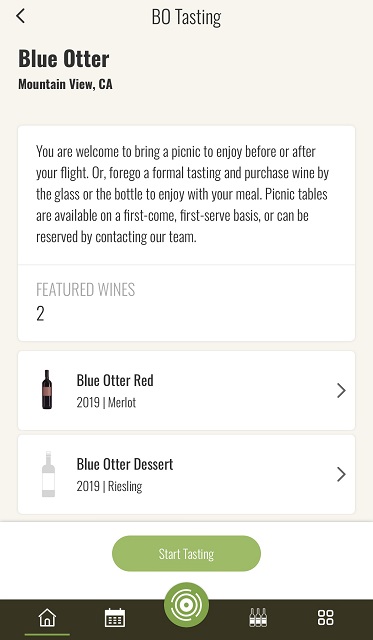 BO Tasting
Blue Otter
Mountain View, CA
You are welcome to bring a picnic to enjoy before or after
your flight. Or, forego a formal tasting and purchase wine by
the glass or the bottle to enjoy with your meal. Picnic tables
are available on a first-come, first-serve basis, or can be
reserved by contacting our team.
FEATURED WINES
2
Blue Otter Red
2019 | Merlot
Blue Otter Dessert
2019 | Riesling
Start Tasting